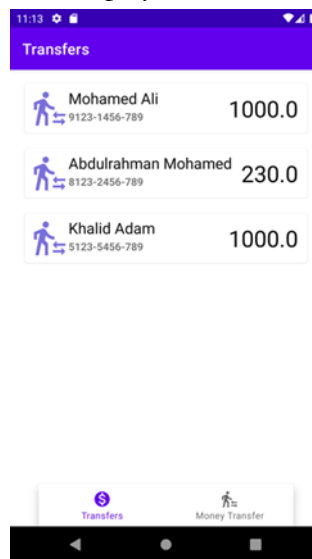 11:13
Transfers
Mohamed Ali
9123-1456-789
1000.0
Abdulrahman Mohamed
8123-2456-789
230.0
Khalid Adam
5123-5456-789
1000.0
Transfers
Money Transfer